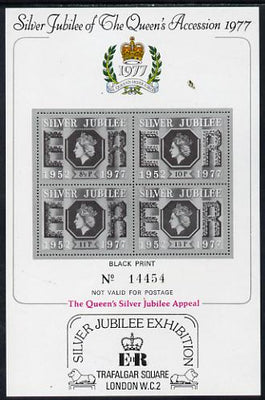 Silver Jubilee of The Queen's Accession 1977
1977
SILVER JUBILEE SILVER JUBILEE
E R E R
1952 1977 1952 1977
SILVER JUBILEE SILVER JUBILEE
E R E R
1952 1977 1952 1977
BLACK PRINT
No 14454
NOT VALID FOR POSTAGE
The Queen's Silver Jubilee Appeal
SILVER JUBILEE EXHIBITION
E R
TRAFALGAR SQUARE
LONDON W.C.2